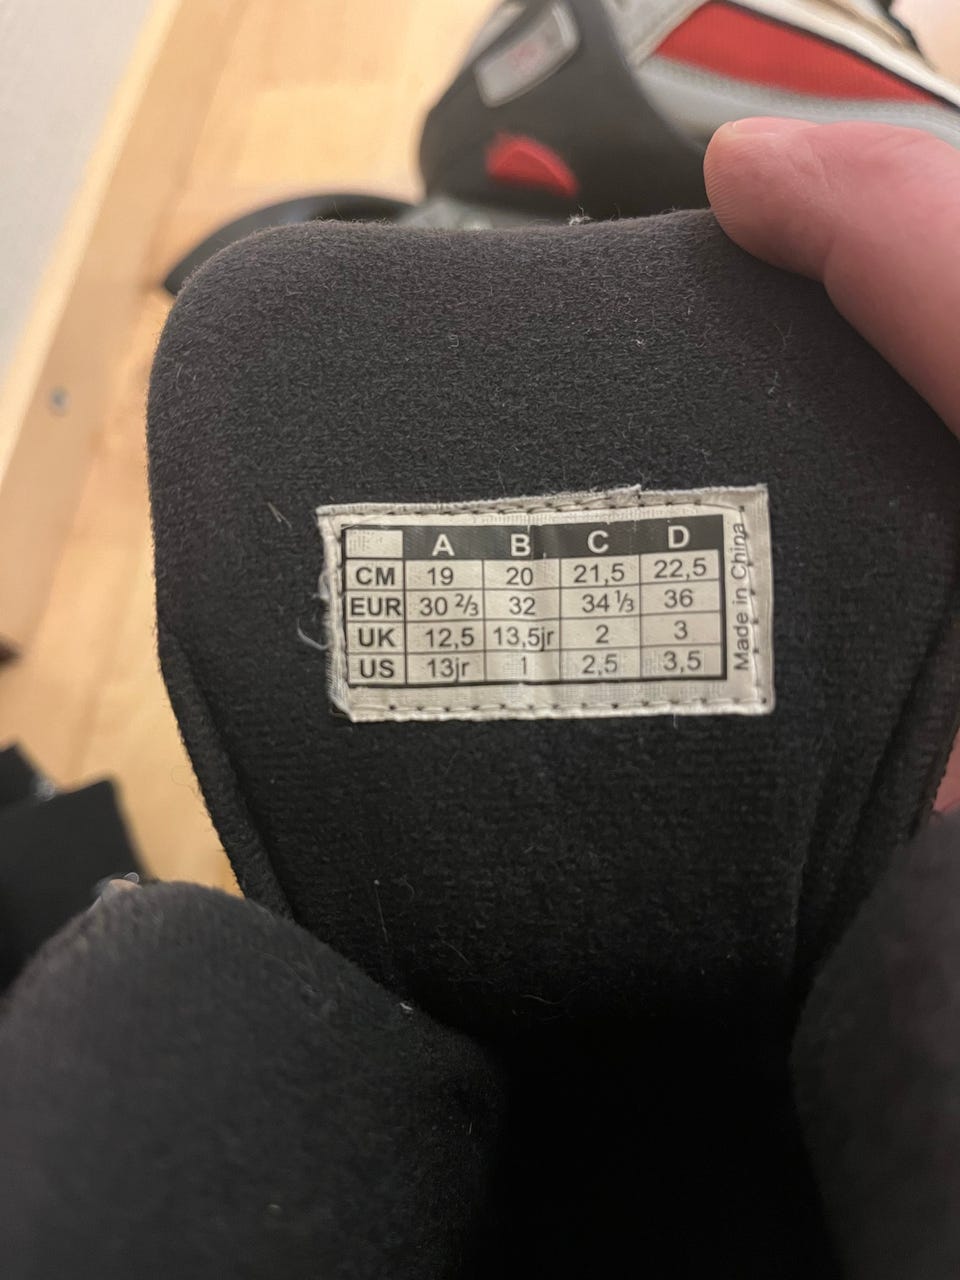 A B C D
CM 19 20 21,5 22,5
EUR 30 ⅔ 32 34 ⅓ 36
UK 12,5 13,5jr 2 3
US 13jr 1 2,5 3,5
Made in China